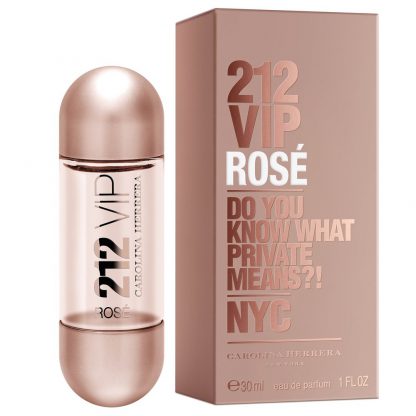 212 VIP
CAROLINA HERRERA
ROSÉ
212
VIP
ROSÉ
DO YOU
KNOW WHAT
PRIVATE
MEANS?!
NYC
CAROLINA HERRERA
NEW YORK
e30ml eau de parfum 1 FL OZ